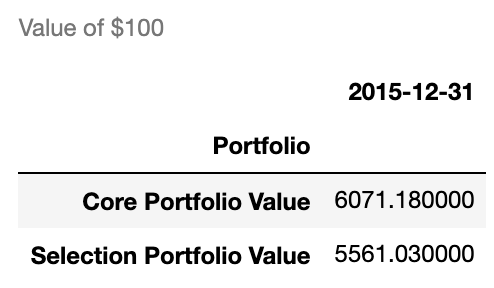 Value of $100
2015-12-31
Portfolio
Core Portfolio Value 6071.180000
Selection Portfolio Value 5561.030000